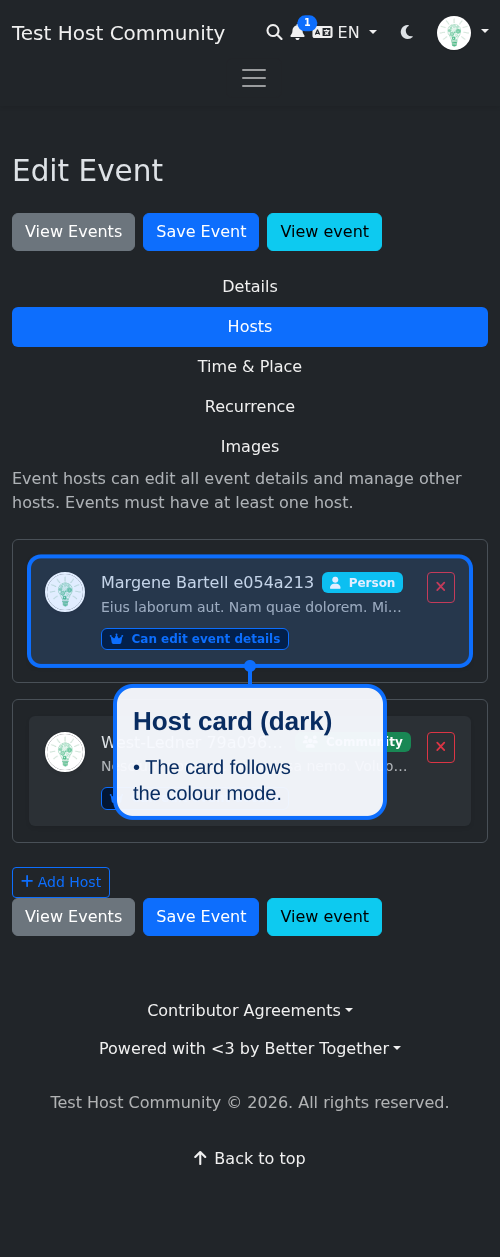 Test Host Community
1
EN
Edit Event
View Events
Save Event
View event
Details
Hosts
Time & Place
Recurrence
Images
Event hosts can edit all event details and manage other
hosts. Events must have at least one host.
Margene Bartell e054a213
Person
Eius laborum aut. Nam quae dolorem. Mi...
Can edit event details
Host card (dark)
• The card follows
the colour mode.
Community
+ Add Host
View Events
Save Event
View event
Contributor Agreements
Powered with <3 by Better Together
Test Host Community © 2026. All rights reserved.
Back to top